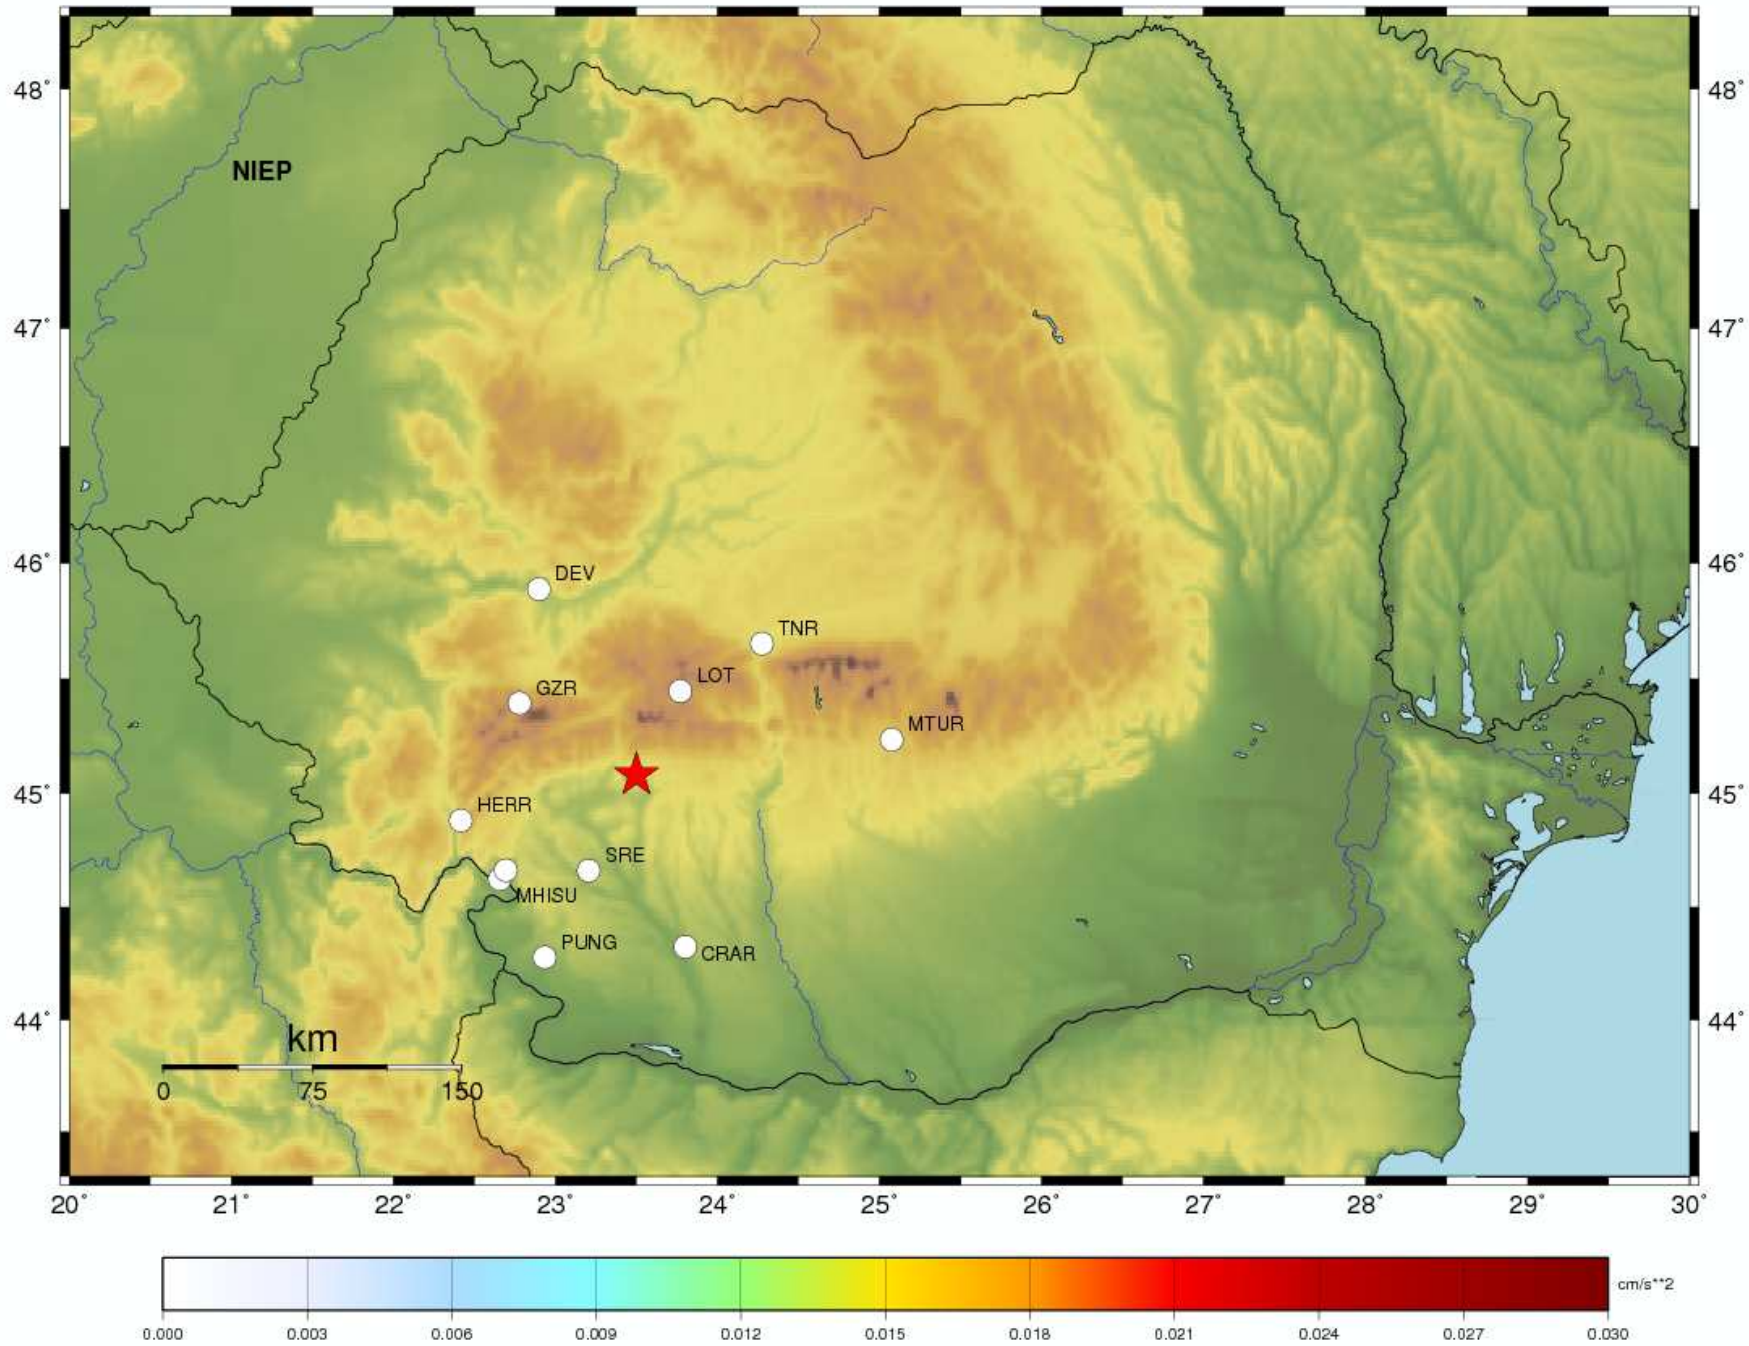 48˚ 48˚
NIEP
47˚ 47˚
46˚ 46˚
DEV
TNR
LOT
GZR
MTUR
45˚ 45˚
HERR
SRE
MHISU
PUNG
CRAR
44˚ 44˚
km
0 75 150
20˚ 21˚ 22˚ 23˚ 24˚ 25˚ 26˚ 27˚ 28˚ 29˚ 30˚
cm/s**2
0.000 0.003 0.006 0.009 0.012 0.015 0.018 0.021 0.024 0.027 0.030